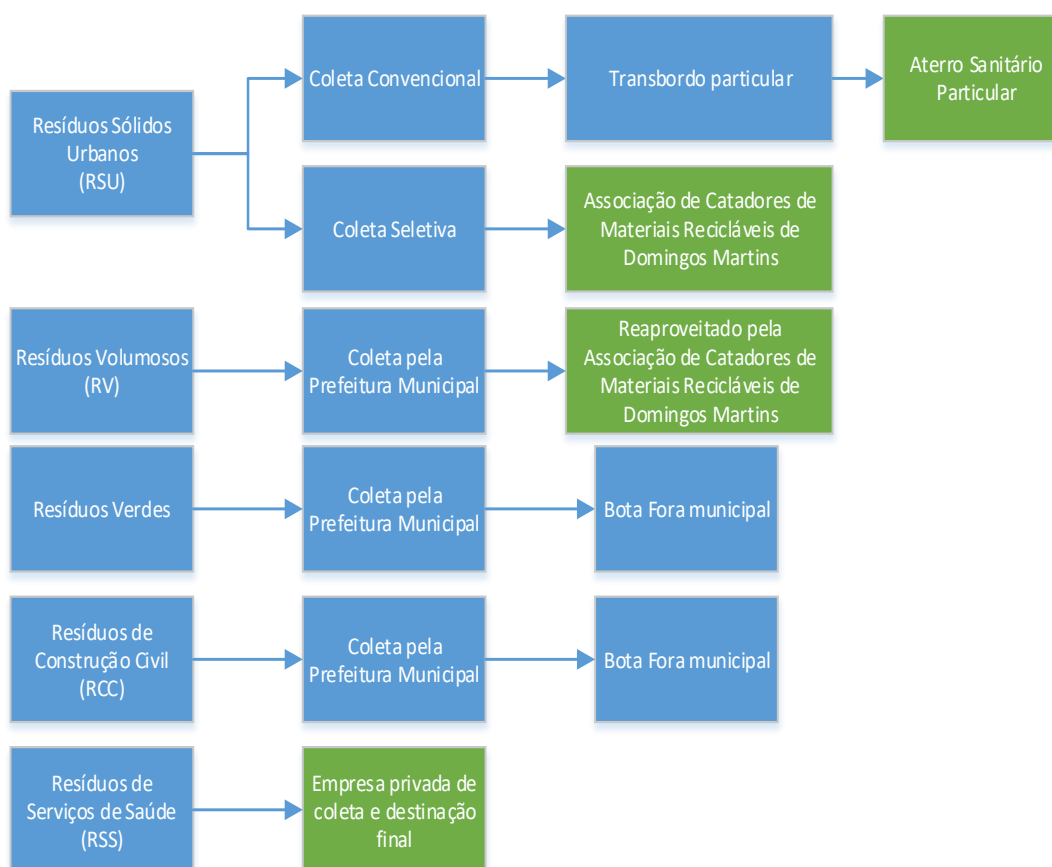 Resíduos Sólidos
Urbanos
(RSU)
Coleta Convencional
Transbordo particular
Aterro Sanitário
Particular
Coleta Seletiva
Associação de Catadores de
Materiais Recicláveis de
Domingos Martins
Resíduos Volumosos
(RV)
Coleta pela
Prefeitura Municipal
Reaproveitado pela
Associação de Catadores de
Materiais Recicláveis de
Domingos Martins
Resíduos Verdes
Coleta pela
Prefeitura Municipal
Bota Fora municipal
Resíduos de
Construção Civil
(RCC)
Coleta pela
Prefeitura Municipal
Bota Fora municipal
Resíduos de
Serviços de Saúde
(RSS)
Empresa privada de
coleta e destinação
final